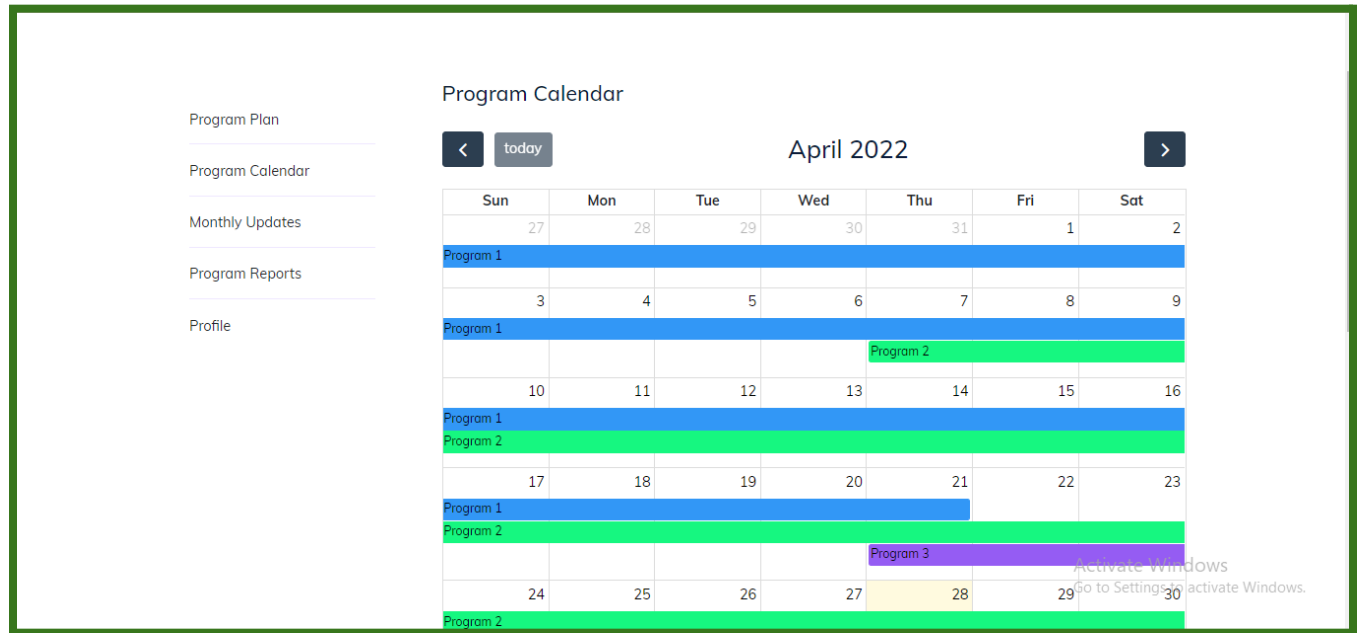 Program Plan
Program Calendar
Monthly Updates
Program Reports
Profile
Program Calendar
today
April 2022
Sun Mon Tue Wed Thu Fri Sat
27 28 29 30 31 1 2
Program 1
3 4 5 6 7 8 9
Program 1
Program 2
10 11 12 13 14 15 16
Program 1
Program 2
17 18 19 20 21 22 23
Program 1
Program 2
Program 3
24 25 26 27 28 29 30
Program 2
Activate Windows
Go to Settings to activate Windows.